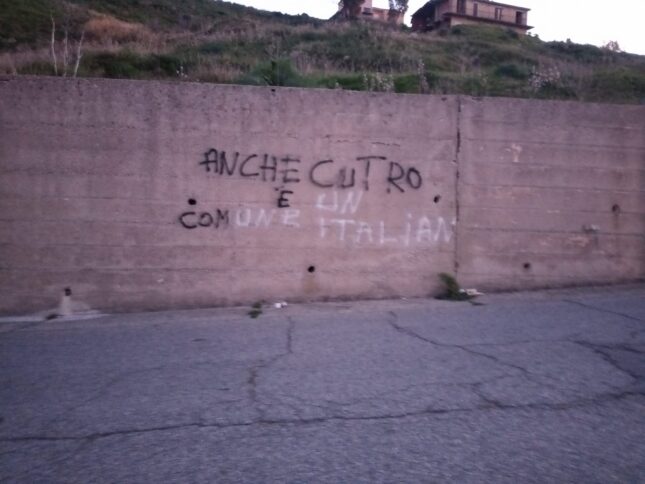 ANCHE CUTRO
E UN
COMUNE ITALIAN